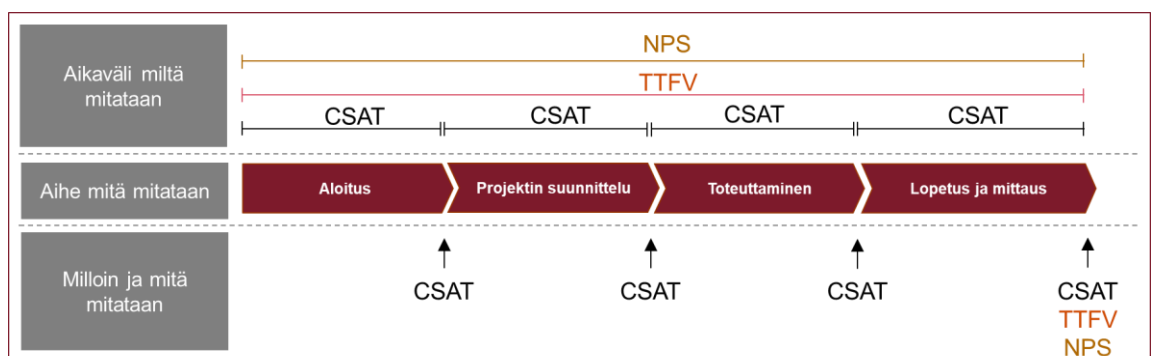 Aikaväli miltä
mitataan
NPS
TTFV
CSAT CSAT CSAT CSAT
Aihe mitä mitataan
Aloitus
Projektin suunnittelu
Toteuttaminen
Lopetus ja mittaus
Milloin ja mitä
mitataan
CSAT CSAT CSAT CSAT
TTFV
NPS